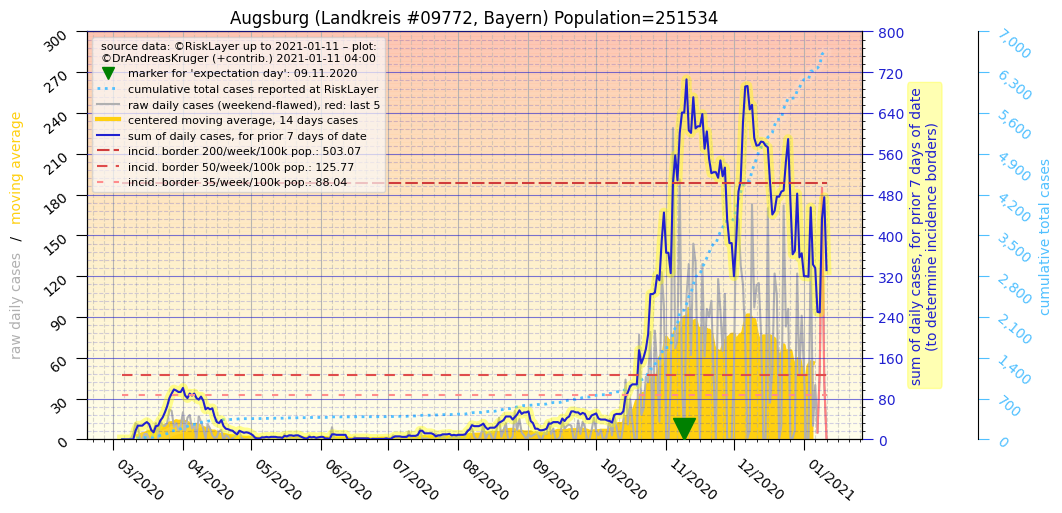 Augsburg (Landkreis #09772, Bayern) Population=251534
source data: ©RiskLayer up to 2021-01-11 – plot:
©DrAndreasKruger (+contrib.) 2021-01-11 04:00
marker for 'expectation day': 09.11.2020
cumulative total cases reported at RiskLayer
raw daily cases (weekend-flawed), red: last 5
centered moving average, 14 days cases
sum of daily cases, for prior 7 days of date
incid. border 200/week/100k pop.: 503.07
incid. border 50/week/100k pop.: 125.77
incid. border 35/week/100k pop.: 88.04
raw daily cases / moving average
300
270
240
210
180
150
120
90
60
30
0
03/2020
04/2020
05/2020
06/2020
07/2020
08/2020
09/2020
10/2020
11/2020
12/2020
01/2021
800
720
640
560
480
400
320
240
160
80
0
sum of daily cases, for prior 7 days of date
(to determine incidence borders)
7,000
6,300
5,600
4,900
4,200
3,500
2,800
2,100
1,400
700
0
cumulative total cases